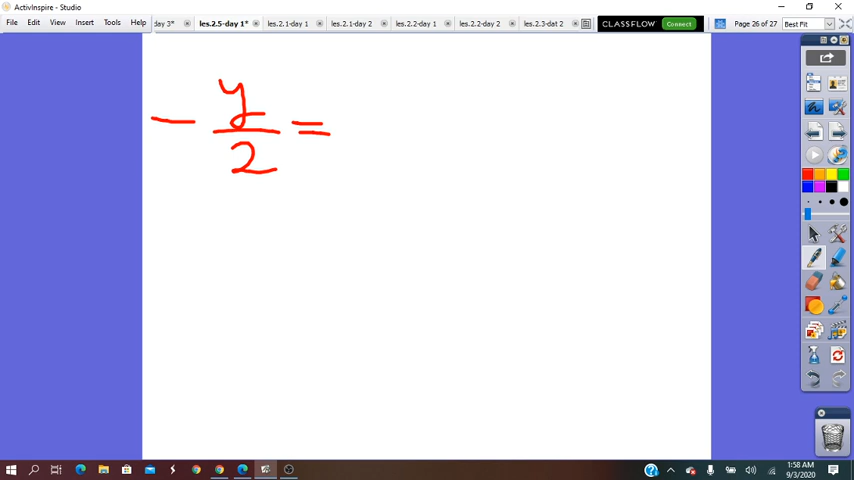 ActivInspire - Studio
File Edit View Insert Tools Help
day 3* les.2.5-day 1* les.2.1-day 1 les.2.1-day 2 les.2.2-day 1 les.2.2-day 2 les.2.3-dat 2 CLASSFLOW Connect Page 26 of 27 Best Fit
- y/2 =
1:58 AM
9/3/2020